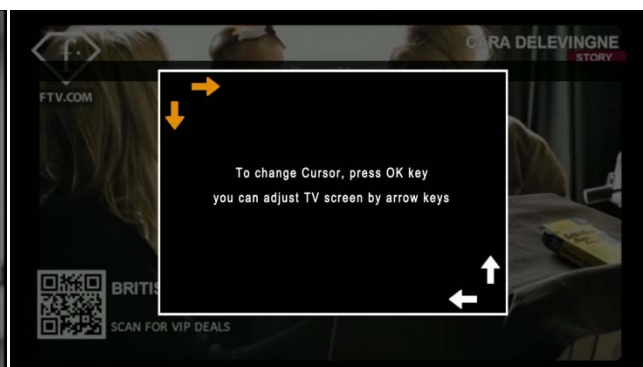 f.
CARA DELEVINGNE
STORY
FTV.COM
To change Cursor, press OK key
you can adjust TV screen by arrow keys
BRITIS
SCAN FOR VIP DEALS